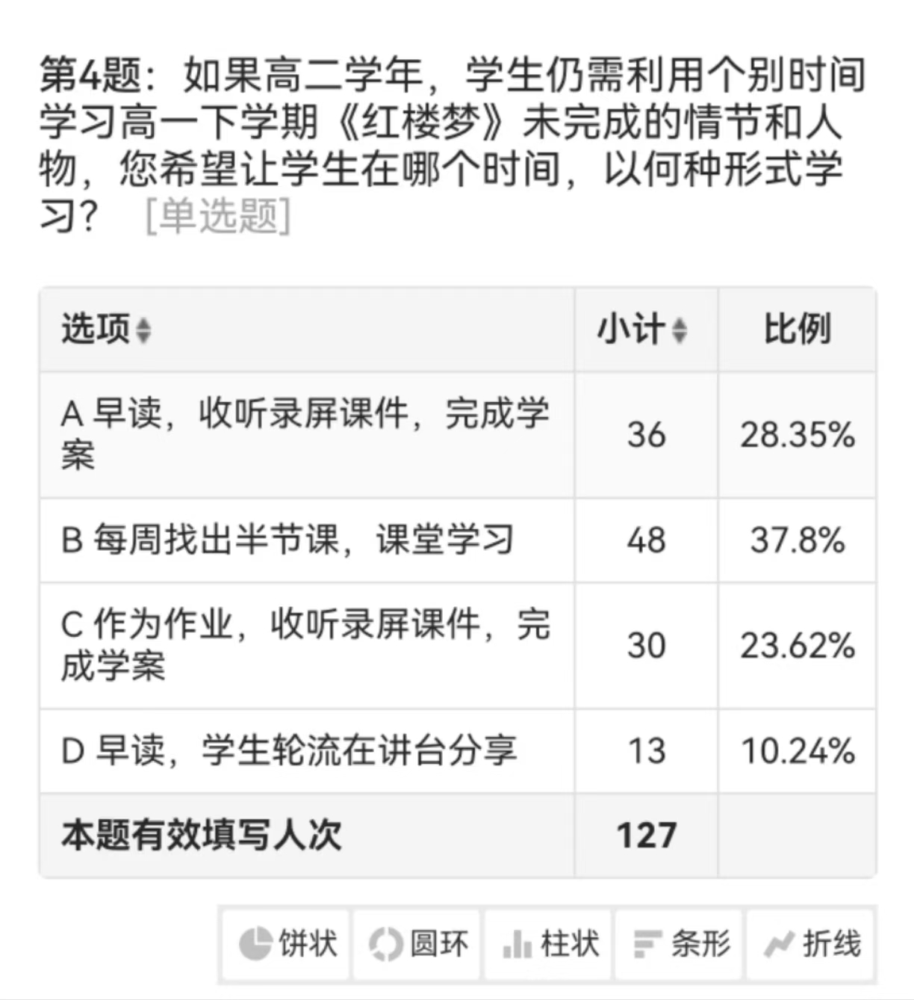 第4题：如果高二学年，学生仍需利用个别时间
学习高一下学期《红楼梦》未完成的情节和人
物，您希望让学生在哪个时间，以何种形式学
习？ [单选题]
选项 小计 比例
A 早读，收听录屏课件，完成学
案 36 28.35%
B 每周找出半节课，课堂学习 48 37.8%
C 作为作业，收听录屏课件，完
成学案 30 23.62%
D 早读，学生轮流在讲台分享 13 10.24%
本题有效填写人次 127
饼状 圆环 柱状 条形 折线